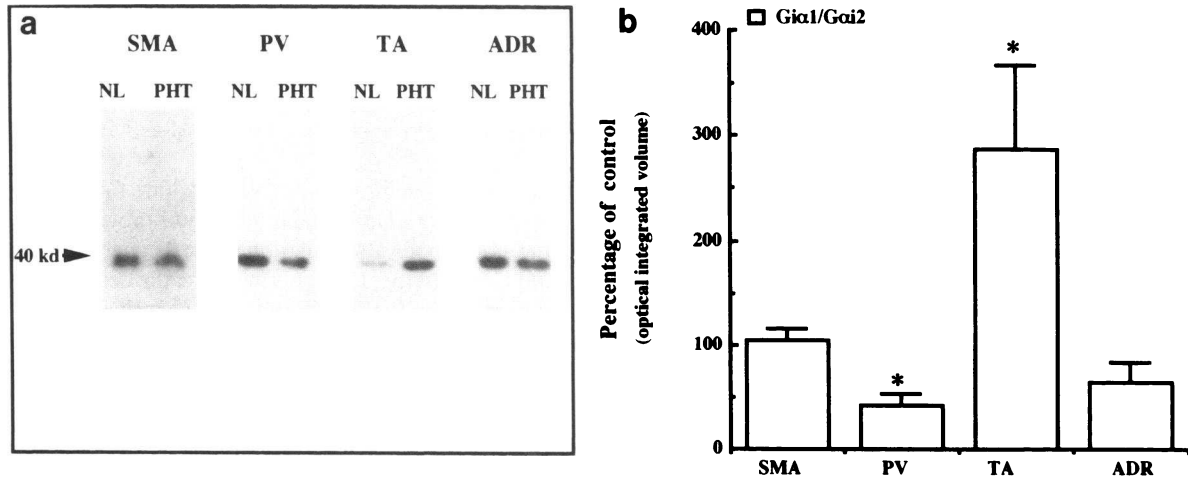 a
SMA PV TA ADR
NL PHT NL PHT NL PHT NL PHT
40 kd
b
Giα1/Gαi2
Percentage of control
(optical integrated volume)
400
300
200
100
0
*
*
SMA PV TA ADR